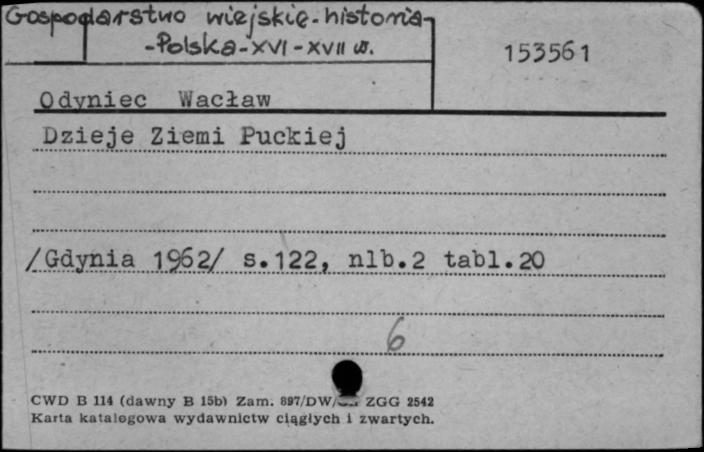 Gospodarstwo wiejskie-historia-
-Polska-XVI-XVII w.
153561
Odyniec Wacław
Dzieje Ziemi Puckiej
/Gdynia 1962/ s.122, nlb.2 tabl.20
6
CWD B 114 (dawny B 15b) Zam. 897/DW/ ZGG 2542
Karta katalogowa wydawnictw ciągłych i zwartych.